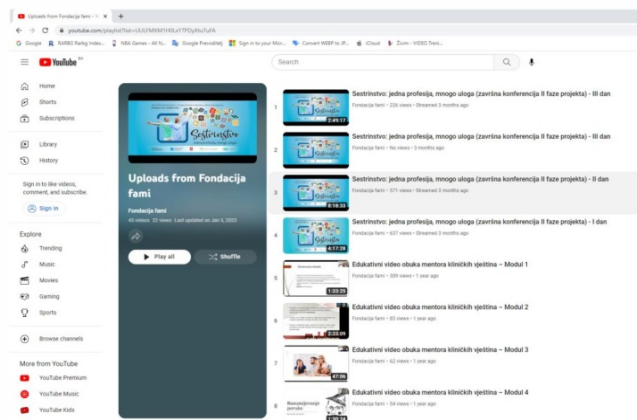 Uploads from Fondacija fami - Y
youtube.com/playlist?list=
Google
NBA Games - All N...
Google Prevoditelj
Sign in to your Micr...
Convert WEBP to JP...
iCloud
Zoom - VIDEO Treni...
YouTube
Search
Home
Shorts
Subscriptions
Library
History
Sign in to like videos,
comment, and subscribe.
Sign in
Explore
Trending
Music
Movies
Gaming
Sports
Browse channels
More from YouTube
YouTube Premium
YouTube Music
YouTube Kids
Sestrinstvo
Uploads from Fondacija
fami
Fondacija fami
45 videos 22 views Last updated on Jan 5, 2023
Play all
Shuffle
1
Sestrinstvo
2:49:17
Sestrinstvo: jedna profesija, mnogo uloga (završna konferencija II faze projekta) - III dan
Fondacija fami • 226 views • Streamed 3 months ago
2
Sestrinstvo
Sestrinstvo: jedna profesija, mnogo uloga (završna konferencija II faze projekta) - III dan
Fondacija fami • No views • 3 months ago
3
Sestrinstvo
8:18:33
Sestrinstvo: jedna profesija, mnogo uloga (završna konferencija II faze projekta) - II dan
Fondacija fami • 571 views • Streamed 3 months ago
4
Sestrinstvo
4:17:28
Sestrinstvo: jedna profesija, mnogo uloga (završna konferencija II faze projekta) - I dan
Fondacija fami • 637 views • Streamed 3 months ago
5
1:33:25
Edukativni video obuka mentora kliničkih vještina – Modul 1
Fondacija fami • 339 views • 1 year ago
6
2:33:09
Edukativni video obuka mentora kliničkih vještina – Modul 2
Fondacija fami • 83 views • 1 year ago
7
47:06
Edukativni video obuka mentora kliničkih vještina – Modul 3
Fondacija fami • 62 views • 1 year ago
8
Edukativni video obuka mentora kliničkih vještina – Modul 4
Fondacija fami • 54 views • 1 year ago